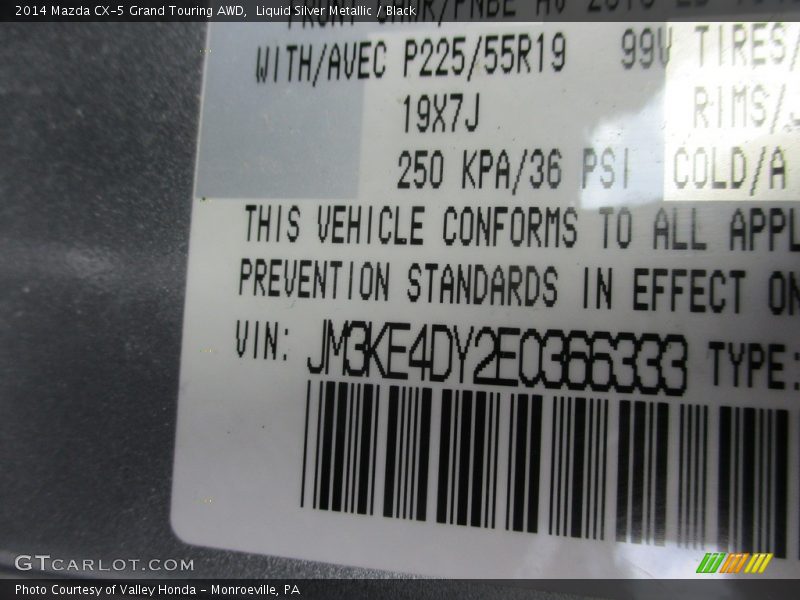 2014 Mazda CX-5 Grand Touring AWD, Liquid Silver Metallic / Black
WITH/AVEC P225/55R19 99V TIRES/
19X7J RIMS/J
250 KPA/36 PSI COLD/A
THIS VEHICLE CONFORMS TO ALL APPL
PREVENTION STANDARDS IN EFFECT ON
VIN: JM3KE4DY2E0366333 TYPE:
GTCARLOT.COM
Photo Courtesy of Valley Honda - Monroeville, PA